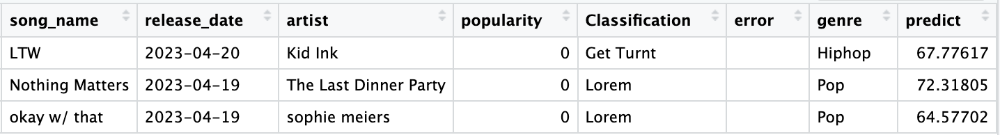 song_name release_date artist popularity Classification error genre predict
LTW 2023-04-20 Kid Ink 0 Get Turnt Hiphop 67.77617
Nothing Matters 2023-04-19 The Last Dinner Party 0 Lorem Pop 72.31805
okay w/ that 2023-04-19 sophie meiers 0 Lorem Pop 64.57702